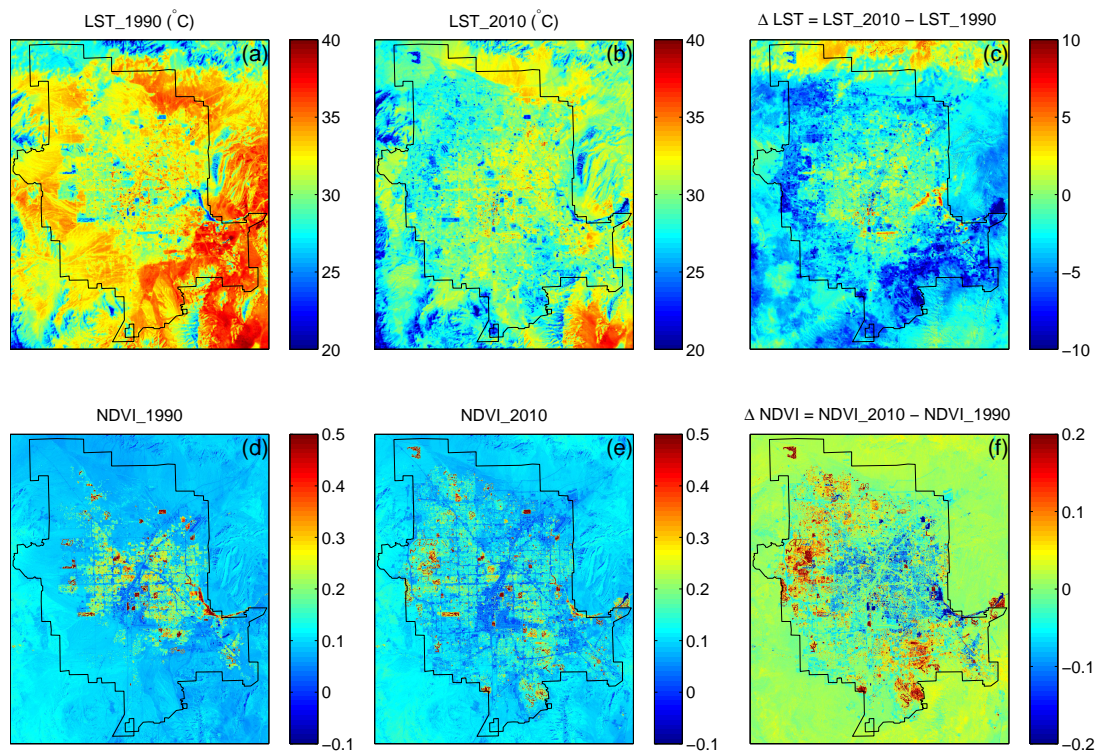 LST_1990 (°C)
LST_2010 (°C)
Δ LST = LST_2010 − LST_1990
(a)
(b)
(c)
40
35
30
25
20
40
35
30
25
20
10
5
0
−5
−10
NDVI_1990
NDVI_2010
Δ NDVI = NDVI_2010 − NDVI_1990
(d)
(e)
(f)
0.5
0.4
0.3
0.2
0.1
0
−0.1
0.5
0.4
0.3
0.2
0.1
0
−0.1
0.2
0.1
0
−0.1
−0.2